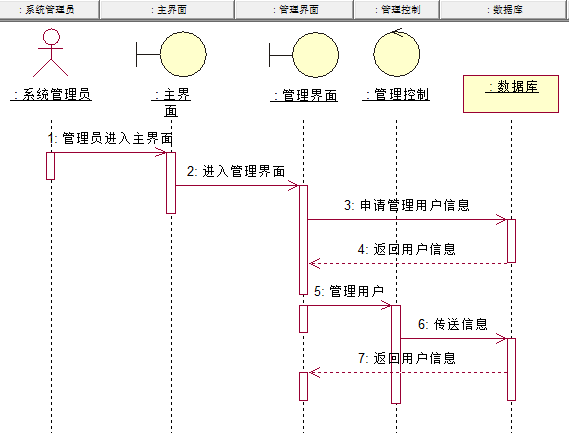 : 系统管理员 : 主界面 : 管理界面 : 管理控制 : 数据库
: 系统管理员 : 主界 : 管理界面 : 管理控制 : 数据库
面
1: 管理员进入主界面
2: 进入管理界面
3: 申请管理用户信息
4: 返回用户信息
5: 管理用户
6: 传送信息
7: 返回用户信息